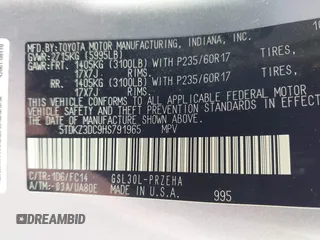 MFD. BY:
TOYOTA MOTOR MANUFACTURING, INDIANA, INC.
GVWR: 2715KG (5995LB)
GAWR: FRT. 1405KG (3100LB) WITH P235/60R17 TIRES,
17X7J RIMS,
RR. 1405KG (3100LB) WITH P235/60R17 TIRES,
17X7J RIMS,
THIS VEHICLE CONFORMS TO ALL APPLICABLE FEDERAL MOTOR
VEHICLE SAFETY AND THEFT PREVENTION STANDARDS IN EFFECT
ON THE DATE OF MANUFACTURE SHOWN ABOVE.
5TDKZ3DC9HS791965 MPV
C/TR: 1D6/FC14 GSL30L-PRZEHA
A/TM: -03A/UA80E MADE IN U.S.A. 995